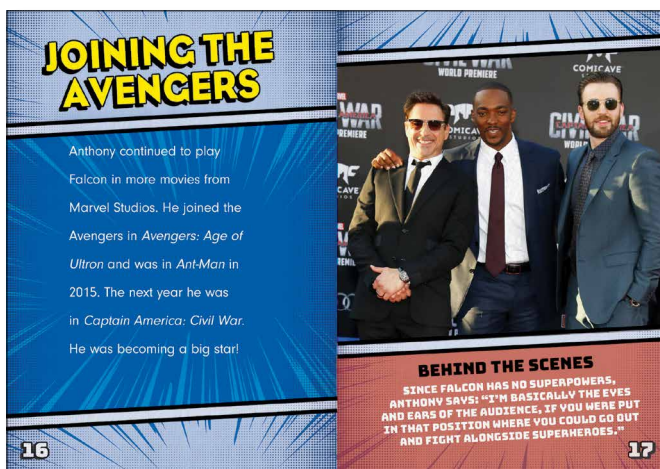 JOINING THE
AVENGERS
Anthony continued to play
Falcon in more movies from
Marvel Studios. He joined the
Avengers in Avengers: Age of
Ultron and was in Ant-Man in
2015. The next year he was
in Captain America: Civil War.
He was becoming a big star!
16
WORLD PREMIERE
COMICAVE
STUDIOS
BEHIND THE SCENES
SINCE FALCON HAS NO SUPERPOWERS,
ANTHONY SAYS: “I’M BASICALLY THE EYES
AND EARS OF THE AUDIENCE, IF YOU WERE PUT
IN THAT POSITION WHERE YOU COULD GO OUT
AND FIGHT ALONGSIDE SUPERHEROES.”
17